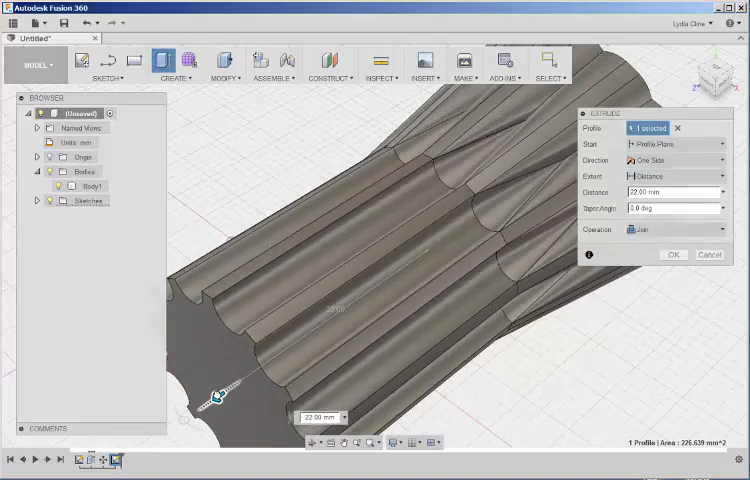 Autodesk Fusion 360
Lydia Cline
Untitled*
MODEL
SKETCH
CREATE
MODIFY
ASSEMBLE
CONSTRUCT
INSPECT
INSERT
MAKE
ADD-INS
SELECT
BROWSER
(Unsaved)
Named Views
Units: mm
Origin
Bodies
Body1
Sketches
EXTRUDE
Profile 1 selected
Start Profile Plane
Direction One Side
Extent Distance
Distance 22.00 mm
Taper Angle 0.0 deg
Operation Join
OK Cancel
22.00
22.00 mm
COMMENTS
1 Profile | Area : 226.639 mm^2